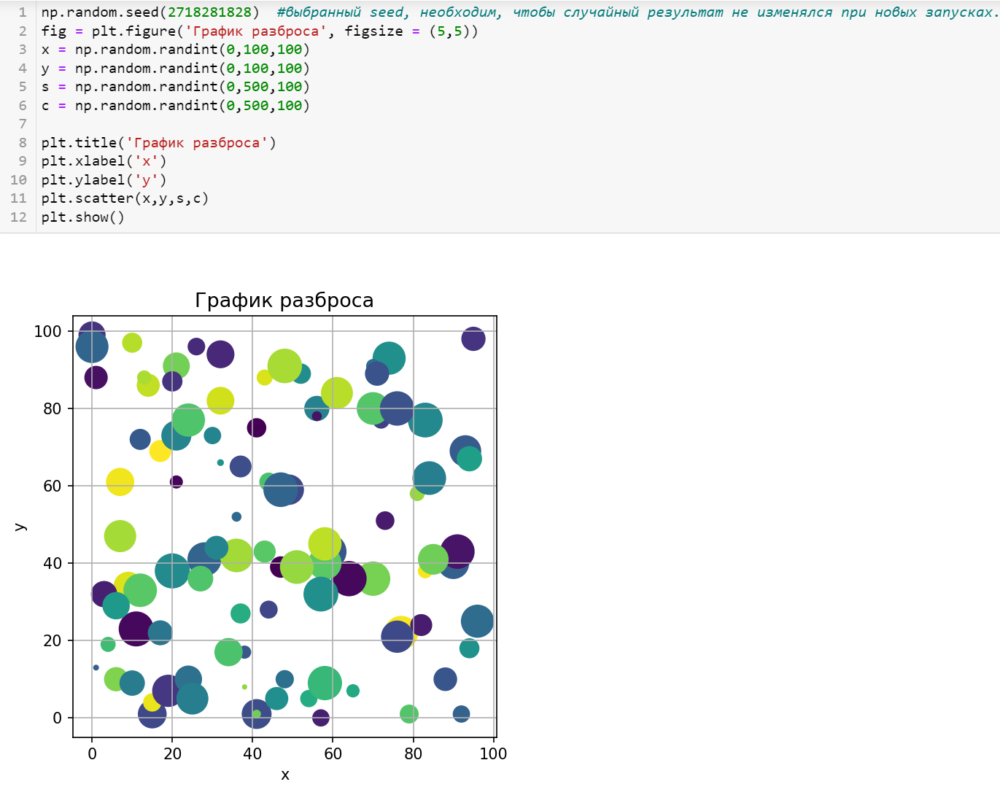 1 np.random.seed(2718281828)  #выбранный seed, необходим, чтобы случайный результат не изменялся при новых запусках.
2 fig = plt.figure('График разброса', figsize = (5,5))
3 x = np.random.randint(0,100,100)
4 y = np.random.randint(0,100,100)
5 s = np.random.randint(0,500,100)
6 c = np.random.randint(0,500,100)
7
8 plt.title('График разброса')
9 plt.xlabel('x')
10 plt.ylabel('y')
11 plt.scatter(x,y,s,c)
12 plt.show()
График разброса
100
80
60
y
40
20
0
0 20 40 60 80 100
x